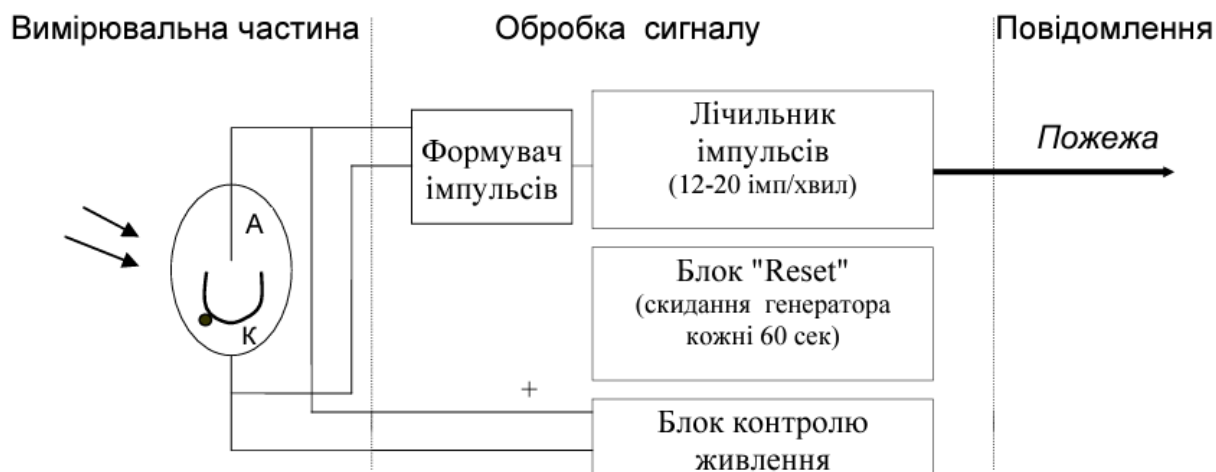 Вимірювальна частина
Обробка сигналу
Повідомлення
Формувач
імпульсів
Лічильник
імпульсів
(12-20 імп/хвил)
Пожежа
А
К
Блок "Reset"
(скидання генератора
кожні 60 сек)
+
Блок контролю
живлення